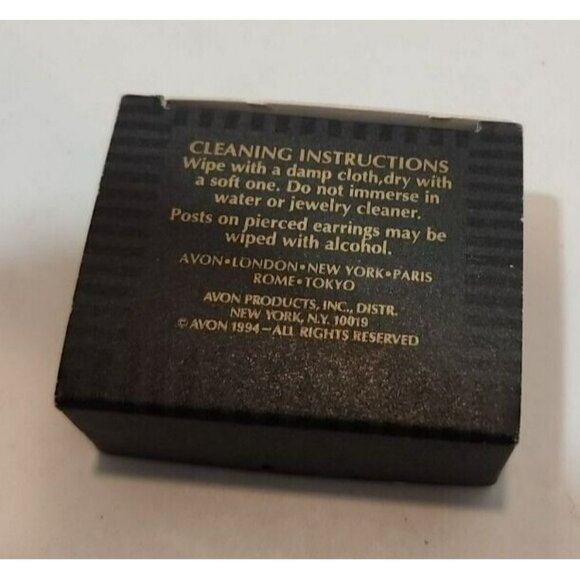 CLEANING INSTRUCTIONS
Wipe with a damp cloth,dry with
a soft one. Do not immerse in
water or jewelry cleaner.
Posts on pierced earrings may be
wiped with alcohol.
AVON•LONDON•NEW YORK•PARIS
ROME•TOKYO
AVON PRODUCTS, INC., DISTR.
NEW YORK, N.Y. 10019
© AVON 1994—ALL RIGHTS RESERVED